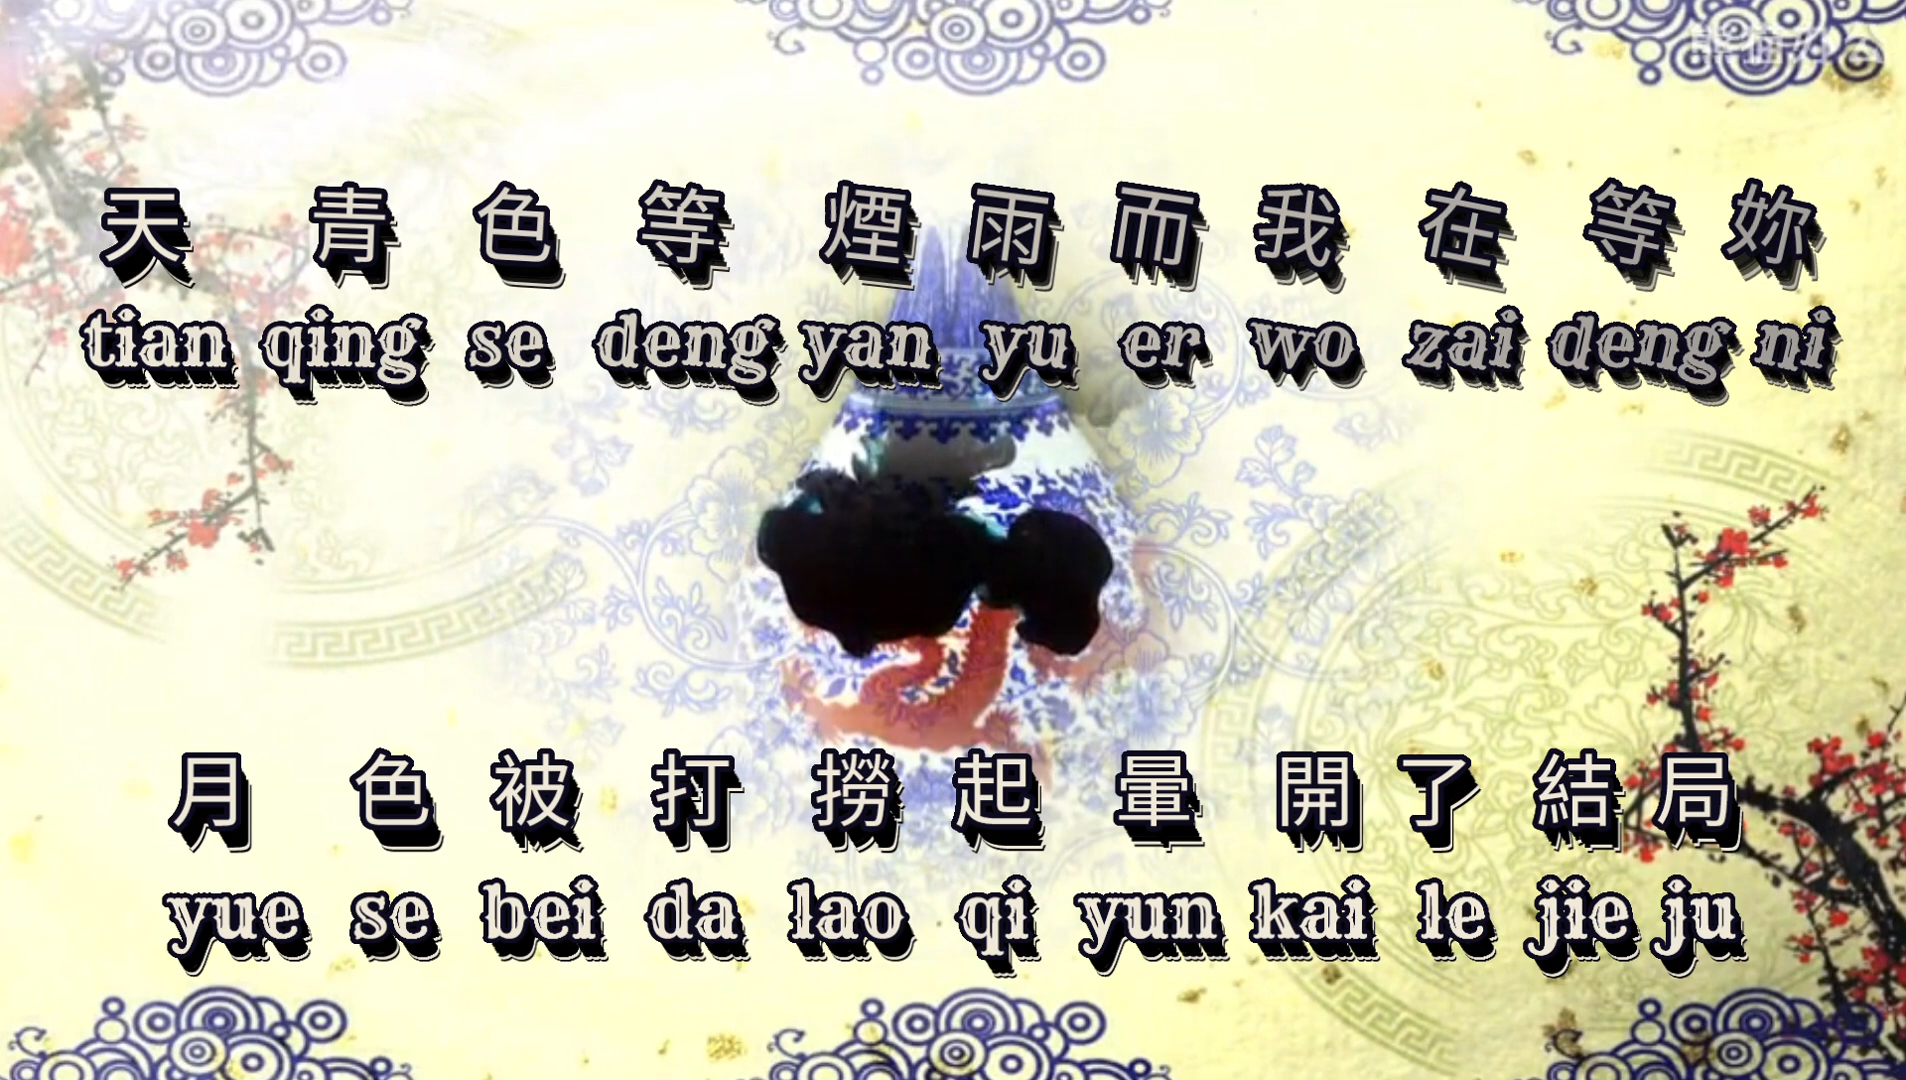 天 青 色 等 煙 雨 而 我 在 等 妳
tian qing se deng yan yu er wo zai deng ni
月 色 被 打 撈 起 暈 開 了 結 局
yue se bei da lao qi yun kai le jie ju